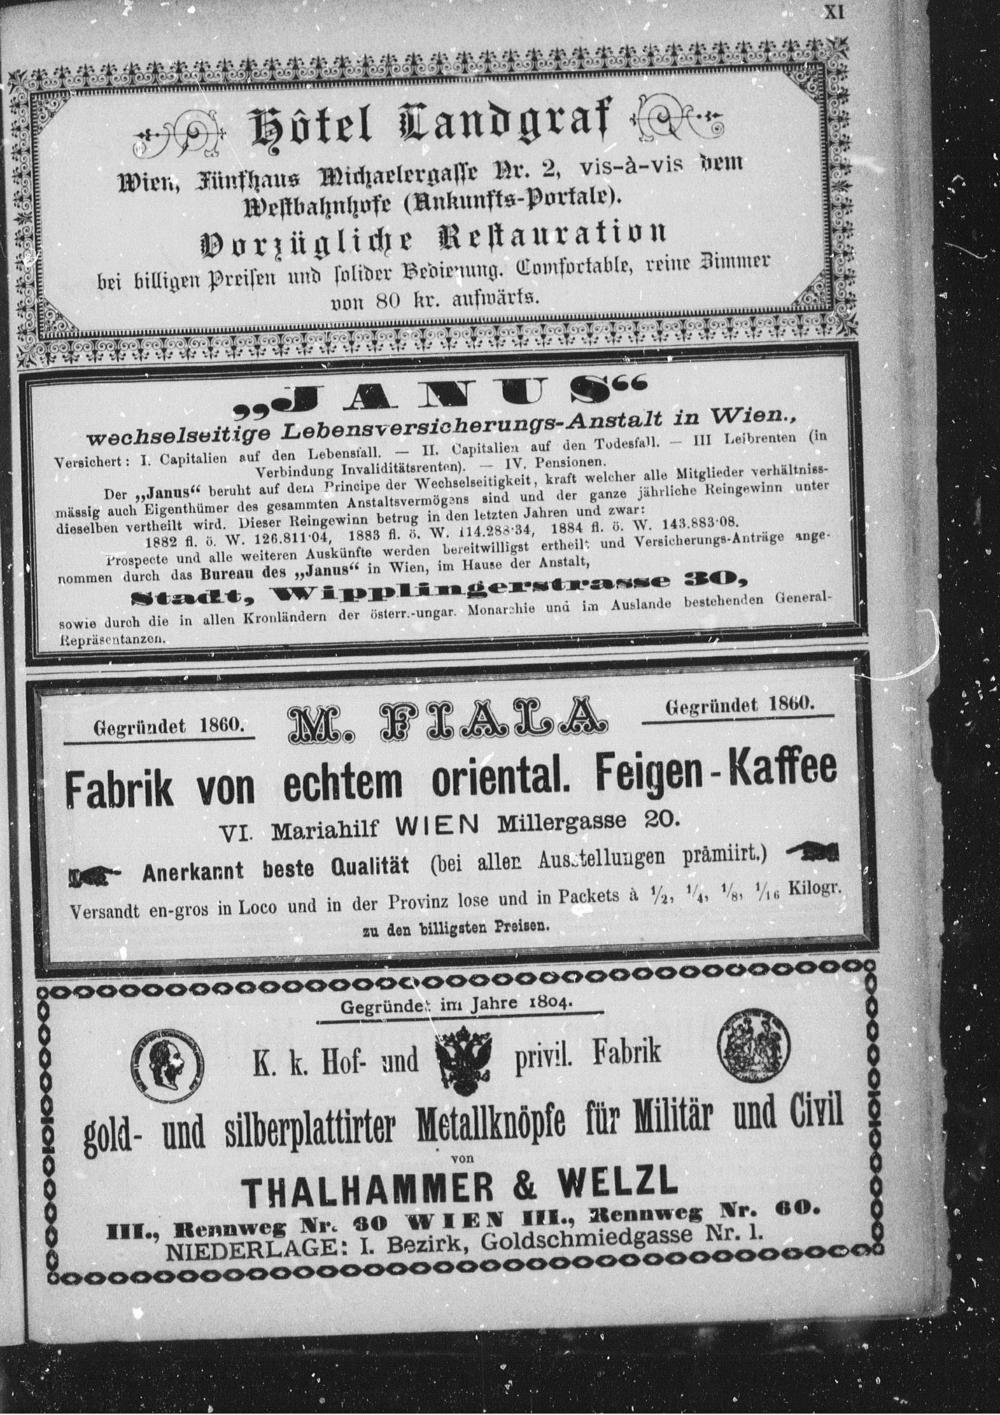 XI
Hôtel Landgraf
Wien, Fünfhaus Michaelergasse Nr. 2, vis-à-vis dem
Westbahnhofe (Ankunfts-Portale).
Vorzügliche Restauration
bei billigen Preisen und solider Bedienung. Comfortable, reine Zimmer
von 80 kr. aufwärts.
„JANUS“
wechselseitige Lebensversicherungs-Anstalt in Wien.,
Versichert: I. Capitalien auf den Lebensfall. — II. Capitalien auf den Todesfall. — III Leibrenten (in
Verbindung Invaliditätsrenten). — IV. Pensionen.
Der „Janus“ beruht auf dem Principe der Wechselseitigkeit, kraft welcher alle Mitglieder verhältniss-
mässig auch Eigenthümer des gesammten Anstaltsvermögens sind und der ganze jährliche Reingewinn unter
dieselben vertheilt wird. Dieser Reingewinn betrug in den letzten Jahren und zwar:
1882 fl. ö. W. 126.811·04, 1883 fl. ö. W. 114.288·34, 1884 fl. ö. W. 143.883·08.
Prospecte und alle weiteren Auskünfte werden bereitwilligst ertheilt und Versicherungs-Anträge ange-
nommen durch das Bureau des „Janus“ in Wien, im Hause der Anstalt,
Stadt, Wipplingerstrasse 30,
sowie durch die in allen Kronländern der österr.-ungar. Monarchie und im Auslande bestehenden General-
Repräsentanzen.
Gegründet 1860. M. FIALA Gegründet 1860.
Fabrik von echtem oriental. Feigen-Kaffee
VI. Mariahilf WIEN Millergasse 20.
Anerkannt beste Qualität (bei allen Ausstellungen prämiirt.)
Versandt en-gros in Loco und in der Provinz lose und in Packets à 1/2, 1/4, 1/8, 1/16 Kilogr.
zu den billigsten Preisen.
Gegründet im Jahre 1804.
K. k. Hof- und privil. Fabrik
gold- und silberplattirter Metallknöpfe für Militär und Civil
von
THALHAMMER & WELZL
III., Rennweg Nr. 60 WIEN III., Rennweg Nr. 60.
NIEDERLAGE: I. Bezirk, Goldschmiedgasse Nr. 1.